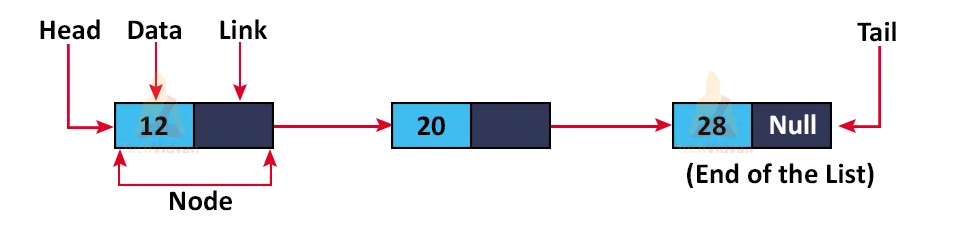 Head Data Link Tail
12 20 28 Null
(End of the List)
Node